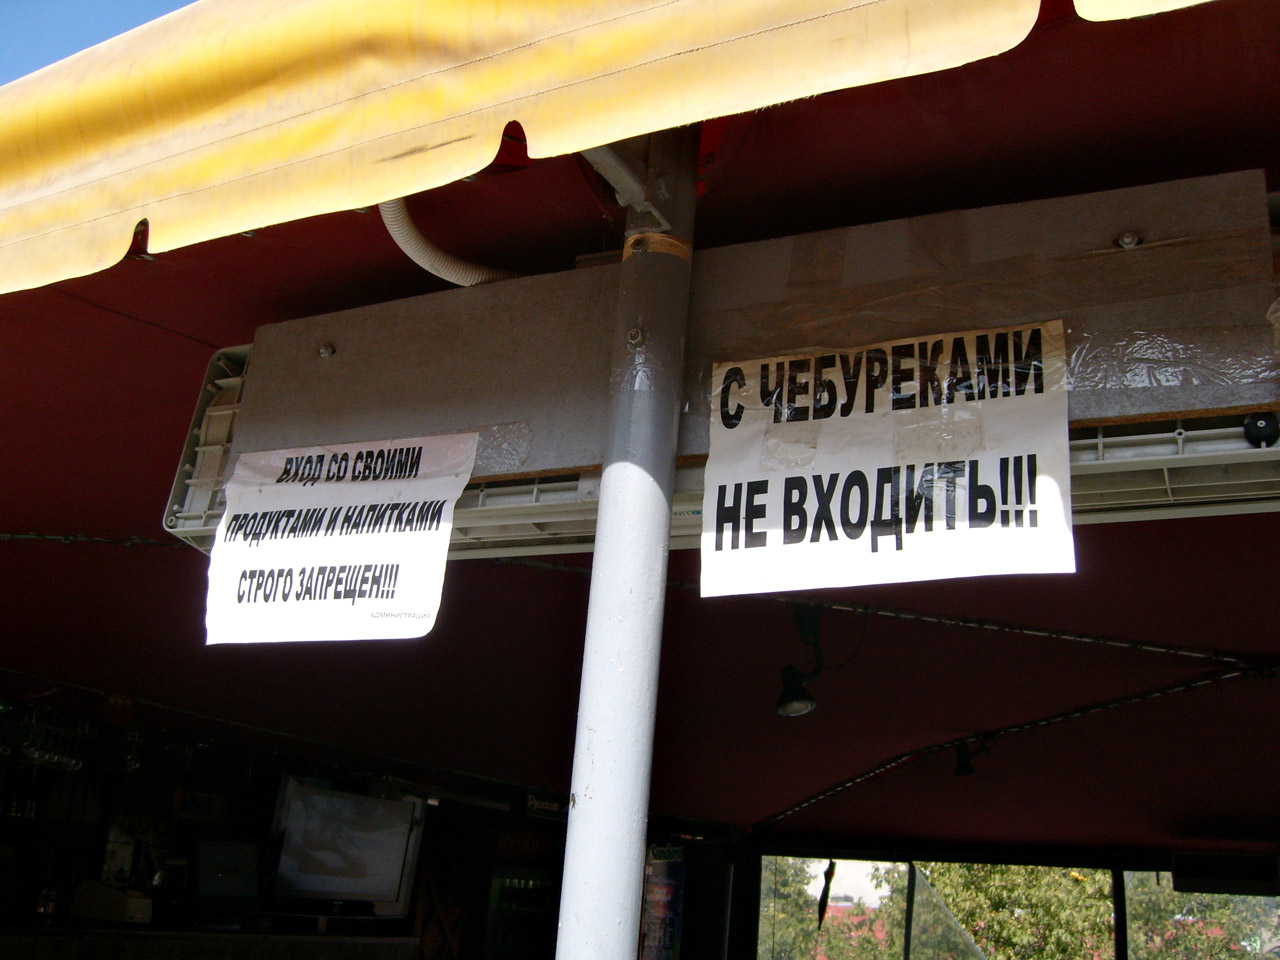 ВХОД СО СВОИМИ
ПРОДУКТАМИ И НАПИТКАМИ
СТРОГО ЗАПРЕЩЕН!!!
АДМИНИСТРАЦИЯ
С ЧЕБУРЕКАМИ
НЕ ВХОДИТЬ!!!